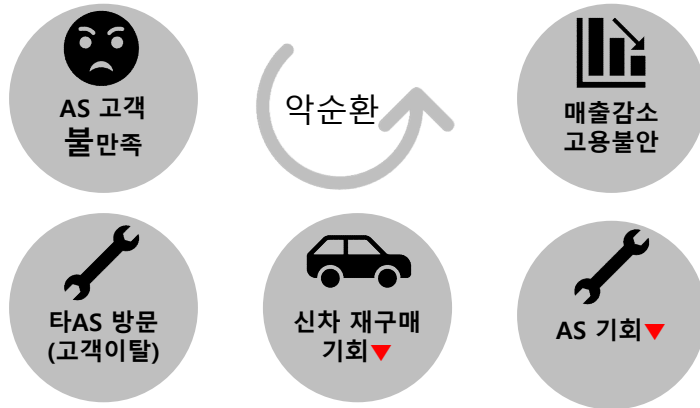 AS 고객
불만족
악순환
매출감소
고용불안
타AS 방문
(고객이탈)
신차 재구매
기회▼
AS 기회▼